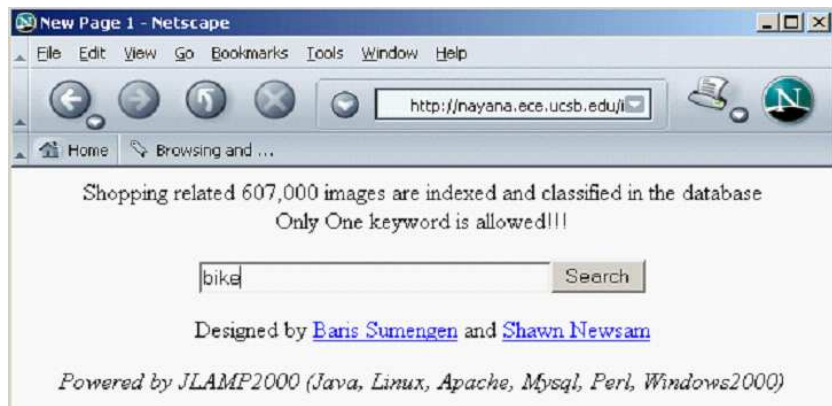 New Page 1 - Netscape
File Edit View Go Bookmarks Tools Window Help
http://nayana.ece.ucsb.edu/i
N
Home Browsing and ...
Shopping related 607,000 images are indexed and classified in the database
Only One keyword is allowed!!!
bike Search
Designed by Baris Sumengen and Shawn Newsam
Powered by JLAMP2000 (Java, Linux, Apache, Mysql, Perl, Windows2000)